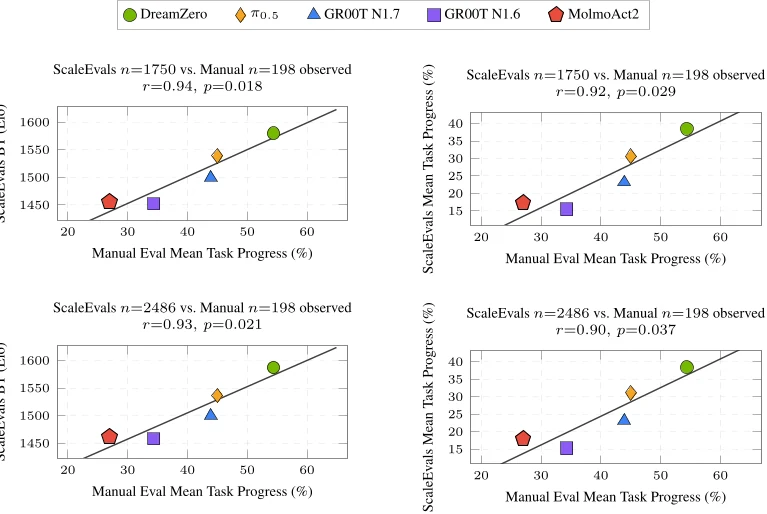 DreamZero π0.5 GR00T N1.7 GR00T N1.6 MolmoAct2
ScaleEvals n=1750 vs. Manual n=198 observed
r=0.94, p=0.018
ScaleEvals BT (Elo)
1600
1550
1500
1450
20 30 40 50 60
Manual Eval Mean Task Progress (%)
ScaleEvals n=1750 vs. Manual n=198 observed
r=0.92, p=0.029
ScaleEvals Mean Task Progress (%)
40
35
30
25
20
15
20 30 40 50 60
Manual Eval Mean Task Progress (%)
ScaleEvals n=2486 vs. Manual n=198 observed
r=0.93, p=0.021
ScaleEvals BT (Elo)
1600
1550
1500
1450
20 30 40 50 60
Manual Eval Mean Task Progress (%)
ScaleEvals n=2486 vs. Manual n=198 observed
r=0.90, p=0.037
ScaleEvals Mean Task Progress (%)
40
35
30
25
20
15
20 30 40 50 60
Manual Eval Mean Task Progress (%)